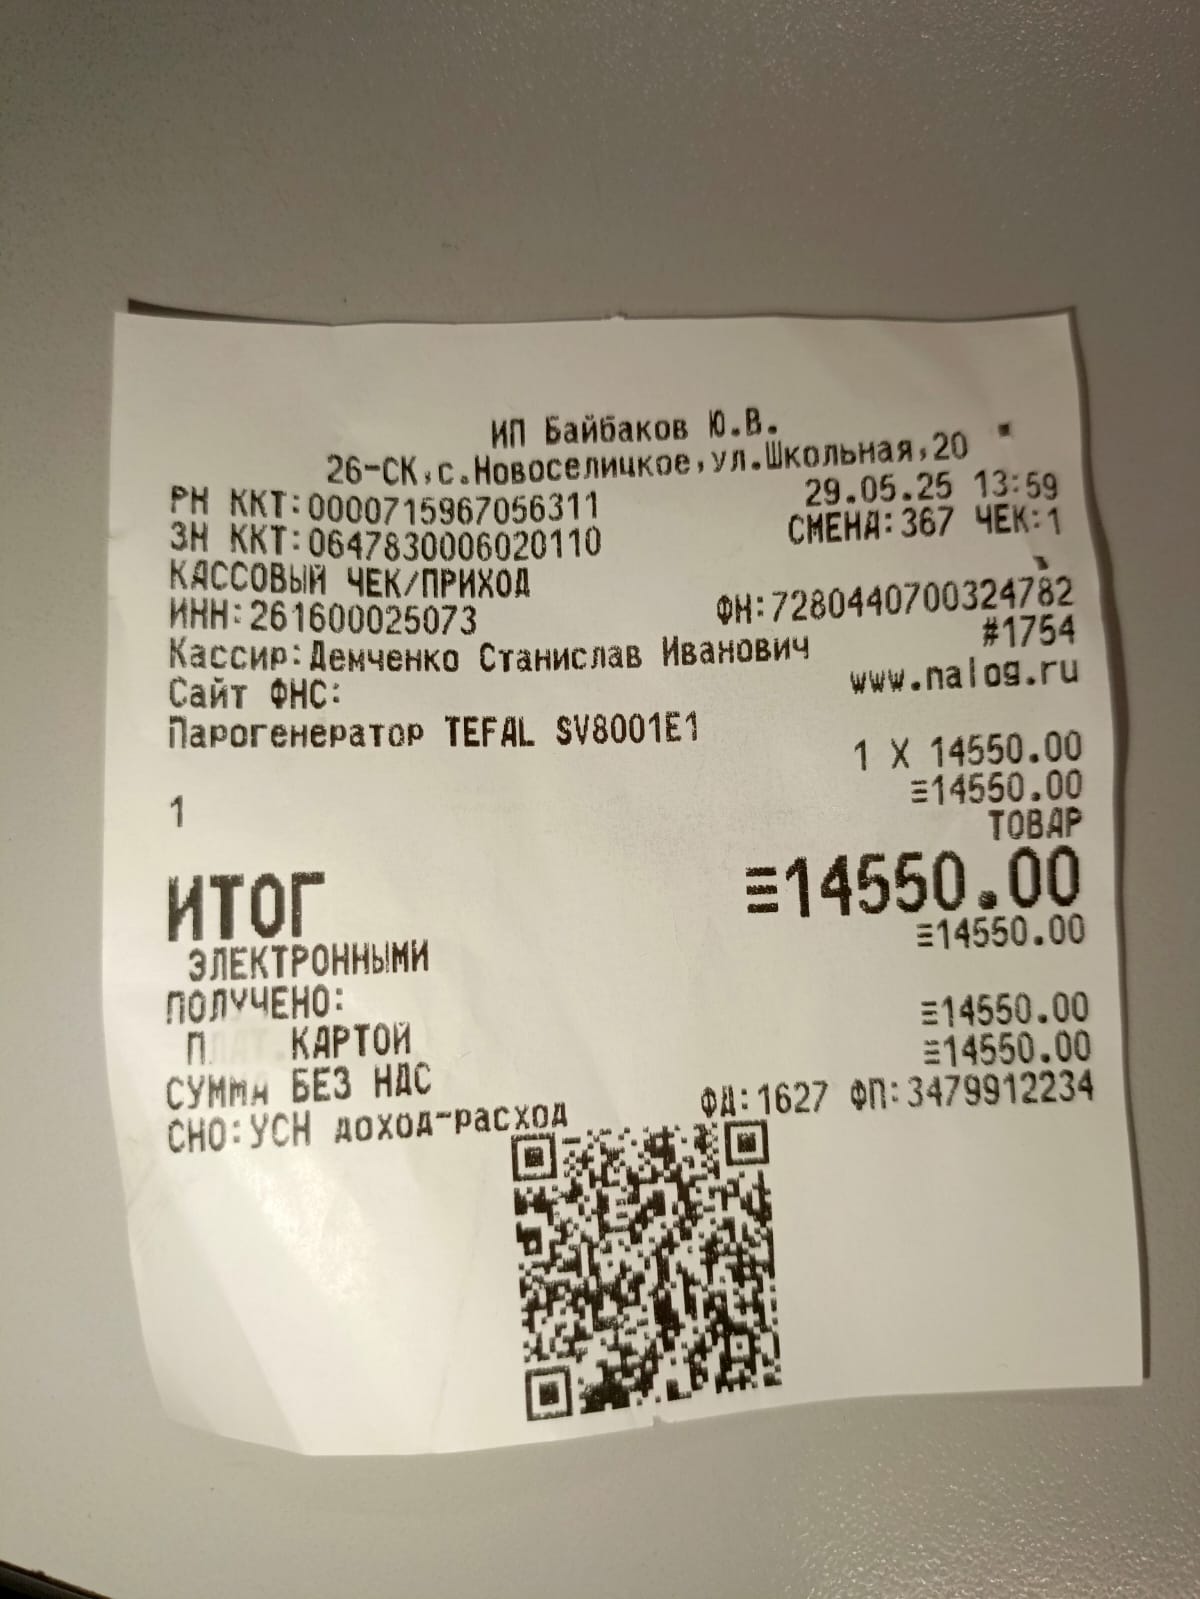 ИП Байбаков Ю.В.
26-СК,с.Новоселицкое,ул.Школьная,20
РН ККТ:0000715967056311 29.05.25 13:59
ЗН ККТ:0647830006020110 СМЕНА:367 ЧЕК:1
КАССОВЫЙ ЧЕК/ПРИХОД
ИНН:261600025073 ФН:7280440700324782
Кассир:Демченко Станислав Иванович #1754
Сайт ФНС: www.nalog.ru
Парогенератор TEFAL SV8001E1
1 X 14550.00
≡14550.00
1 ТОВАР
ИТОГ ≡14550.00
ЭЛЕКТРОННЫМИ ≡14550.00
ПОЛУЧЕНО:
ПЛАТ.КАРТОЙ ≡14550.00
СУММА БЕЗ НДС ≡14550.00
СНО:УСН доход-расход ФД:1627 ФП:3479912234